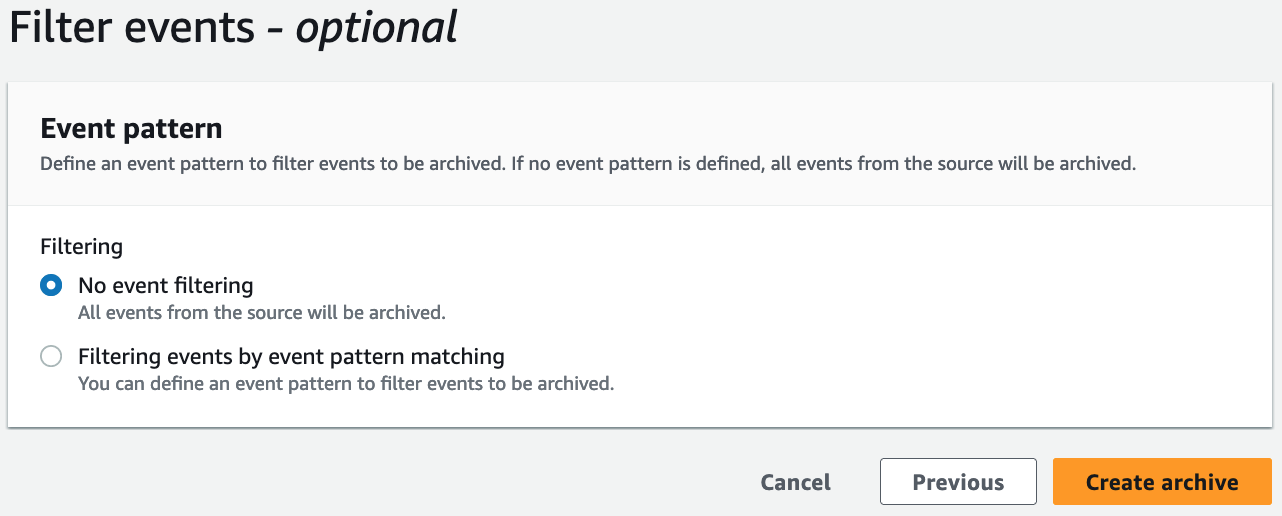 Filter events - optional
Event pattern
Define an event pattern to filter events to be archived. If no event pattern is defined, all events from the source will be archived.
Filtering
No event filtering
All events from the source will be archived.
Filtering events by event pattern matching
You can define an event pattern to filter events to be archived.
Cancel
Previous
Create archive